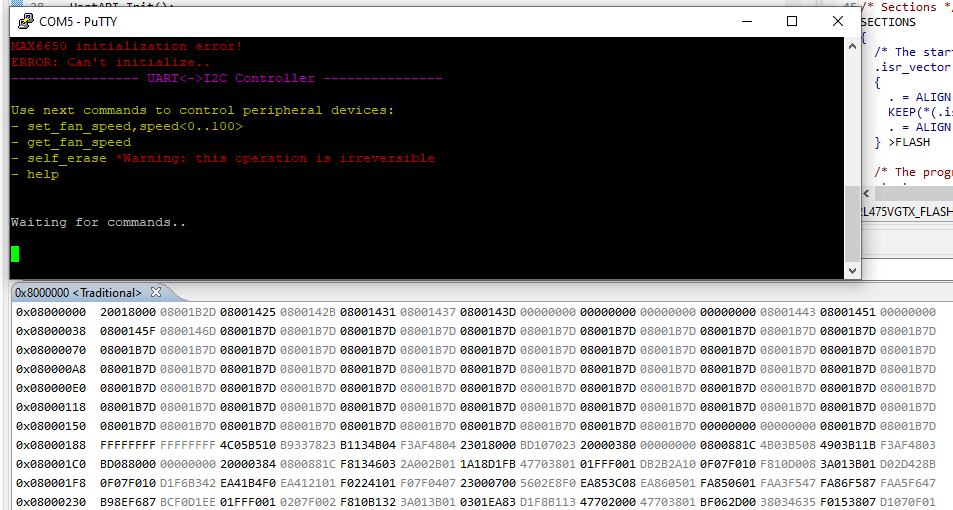 UartAPI_Init();
COM5 - PuTTY
MAX6650 initialization error!
ERROR: Can't initialize..
---------------- UART<->I2C Controller ---------------
Use next commands to control peripheral devices:
- set_fan_speed,speed<0..100>
- get_fan_speed
- self_erase *Warning: this operation is irreversible
- help
Waiting for commands..
/* Sections *
SECTIONS
{
/* The star
.isr_vector
{
. = ALIGN
KEEP(*(.is
. = ALIGN
} >FLASH
/* The prog
L475VGTX_FLASH
0x8000000 <Traditional>
0x08000000 20018000 08001B2D 08001425 0800142B 08001431 08001437 0800143D 00000000 00000000 00000000 00000000 08001443 08001451 00000000
0x08000038 0800145F 0800146D 08001B7D 08001B7D 08001B7D 08001B7D 08001B7D 08001B7D 08001B7D 08001B7D 08001B7D 08001B7D 08001B7D 08001B7D
0x08000070 08001B7D 08001B7D 08001B7D 08001B7D 08001B7D 08001B7D 08001B7D 08001B7D 08001B7D 08001B7D 08001B7D 08001B7D 08001B7D 08001B7D
0x080000A8 08001B7D 08001B7D 08001B7D 08001B7D 08001B7D 08001B7D 08001B7D 08001B7D 08001B7D 08001B7D 08001B7D 08001B7D 08001B7D 08001B7D
0x080000E0 08001B7D 08001B7D 08001B7D 08001B7D 08001B7D 08001B7D 08001B7D 08001B7D 08001B7D 08001B7D 08001B7D 08001B7D 08001B7D 08001B7D
0x08000118 08001B7D 08001B7D 08001B7D 08001B7D 08001B7D 08001B7D 08001B7D 08001B7D 08001B7D 08001B7D 08001B7D 08001B7D 08001B7D 08001B7D
0x08000150 08001B7D 08001B7D 08001B7D 08001B7D 08001B7D 08001B7D 08001B7D 08001B7D 08001B7D 08001B7D 00000000 00000000 08001B7D 08001B7D
0x08000188 FFFFFFFF FFFFFFFF 4C05B510 B9337823 B1134B04 F3AF4804 23018000 BD107023 20000380 00000000 0800881C 4B03B508 4903B11B F3AF4803
0x080001C0 BD088000 00000000 20000384 0800881C F8134603 2A002B01 1A18D1FB 47703801 01FFF001 DB2B2A10 0F07F010 F810D008 3A013B01 D02D428B
0x080001F8 0F07F010 D1F6B342 EA41B4F0 EA412101 F0224101 F07F0407 23000700 5602E8F0 EA853C08 EA860501 FA850601 FAA3F547 FA86F587 FAA5F647
0x08000230 B98EF687 BCF0D1EE 01FFF001 0207F002 F810B132 3A013B01 0301EA83 D1F8B113 47702000 47703801 BF062D00 38034635 F0153807 D1070F01